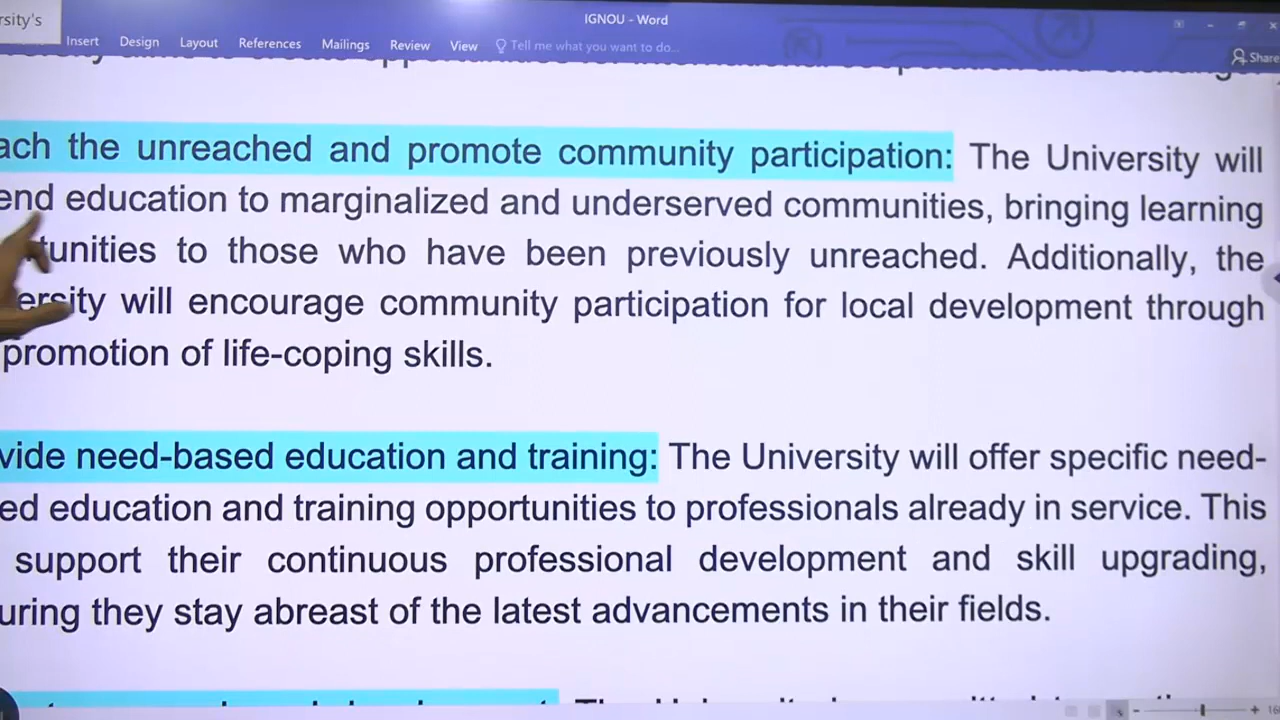 rsity's
IGNOU - Word
Insert Design Layout References Mailings Review View Tell me what you want to do... Share
ach the unreached and promote community participation: The University will
end education to marginalized and underserved communities, bringing learning
tunities to those who have been previously unreached. Additionally, the
ersity will encourage community participation for local development through
promotion of life-coping skills.
vide need-based education and training: The University will offer specific need-
ed education and training opportunities to professionals already in service. This
support their continuous professional development and skill upgrading,
uring they stay abreast of the latest advancements in their fields.